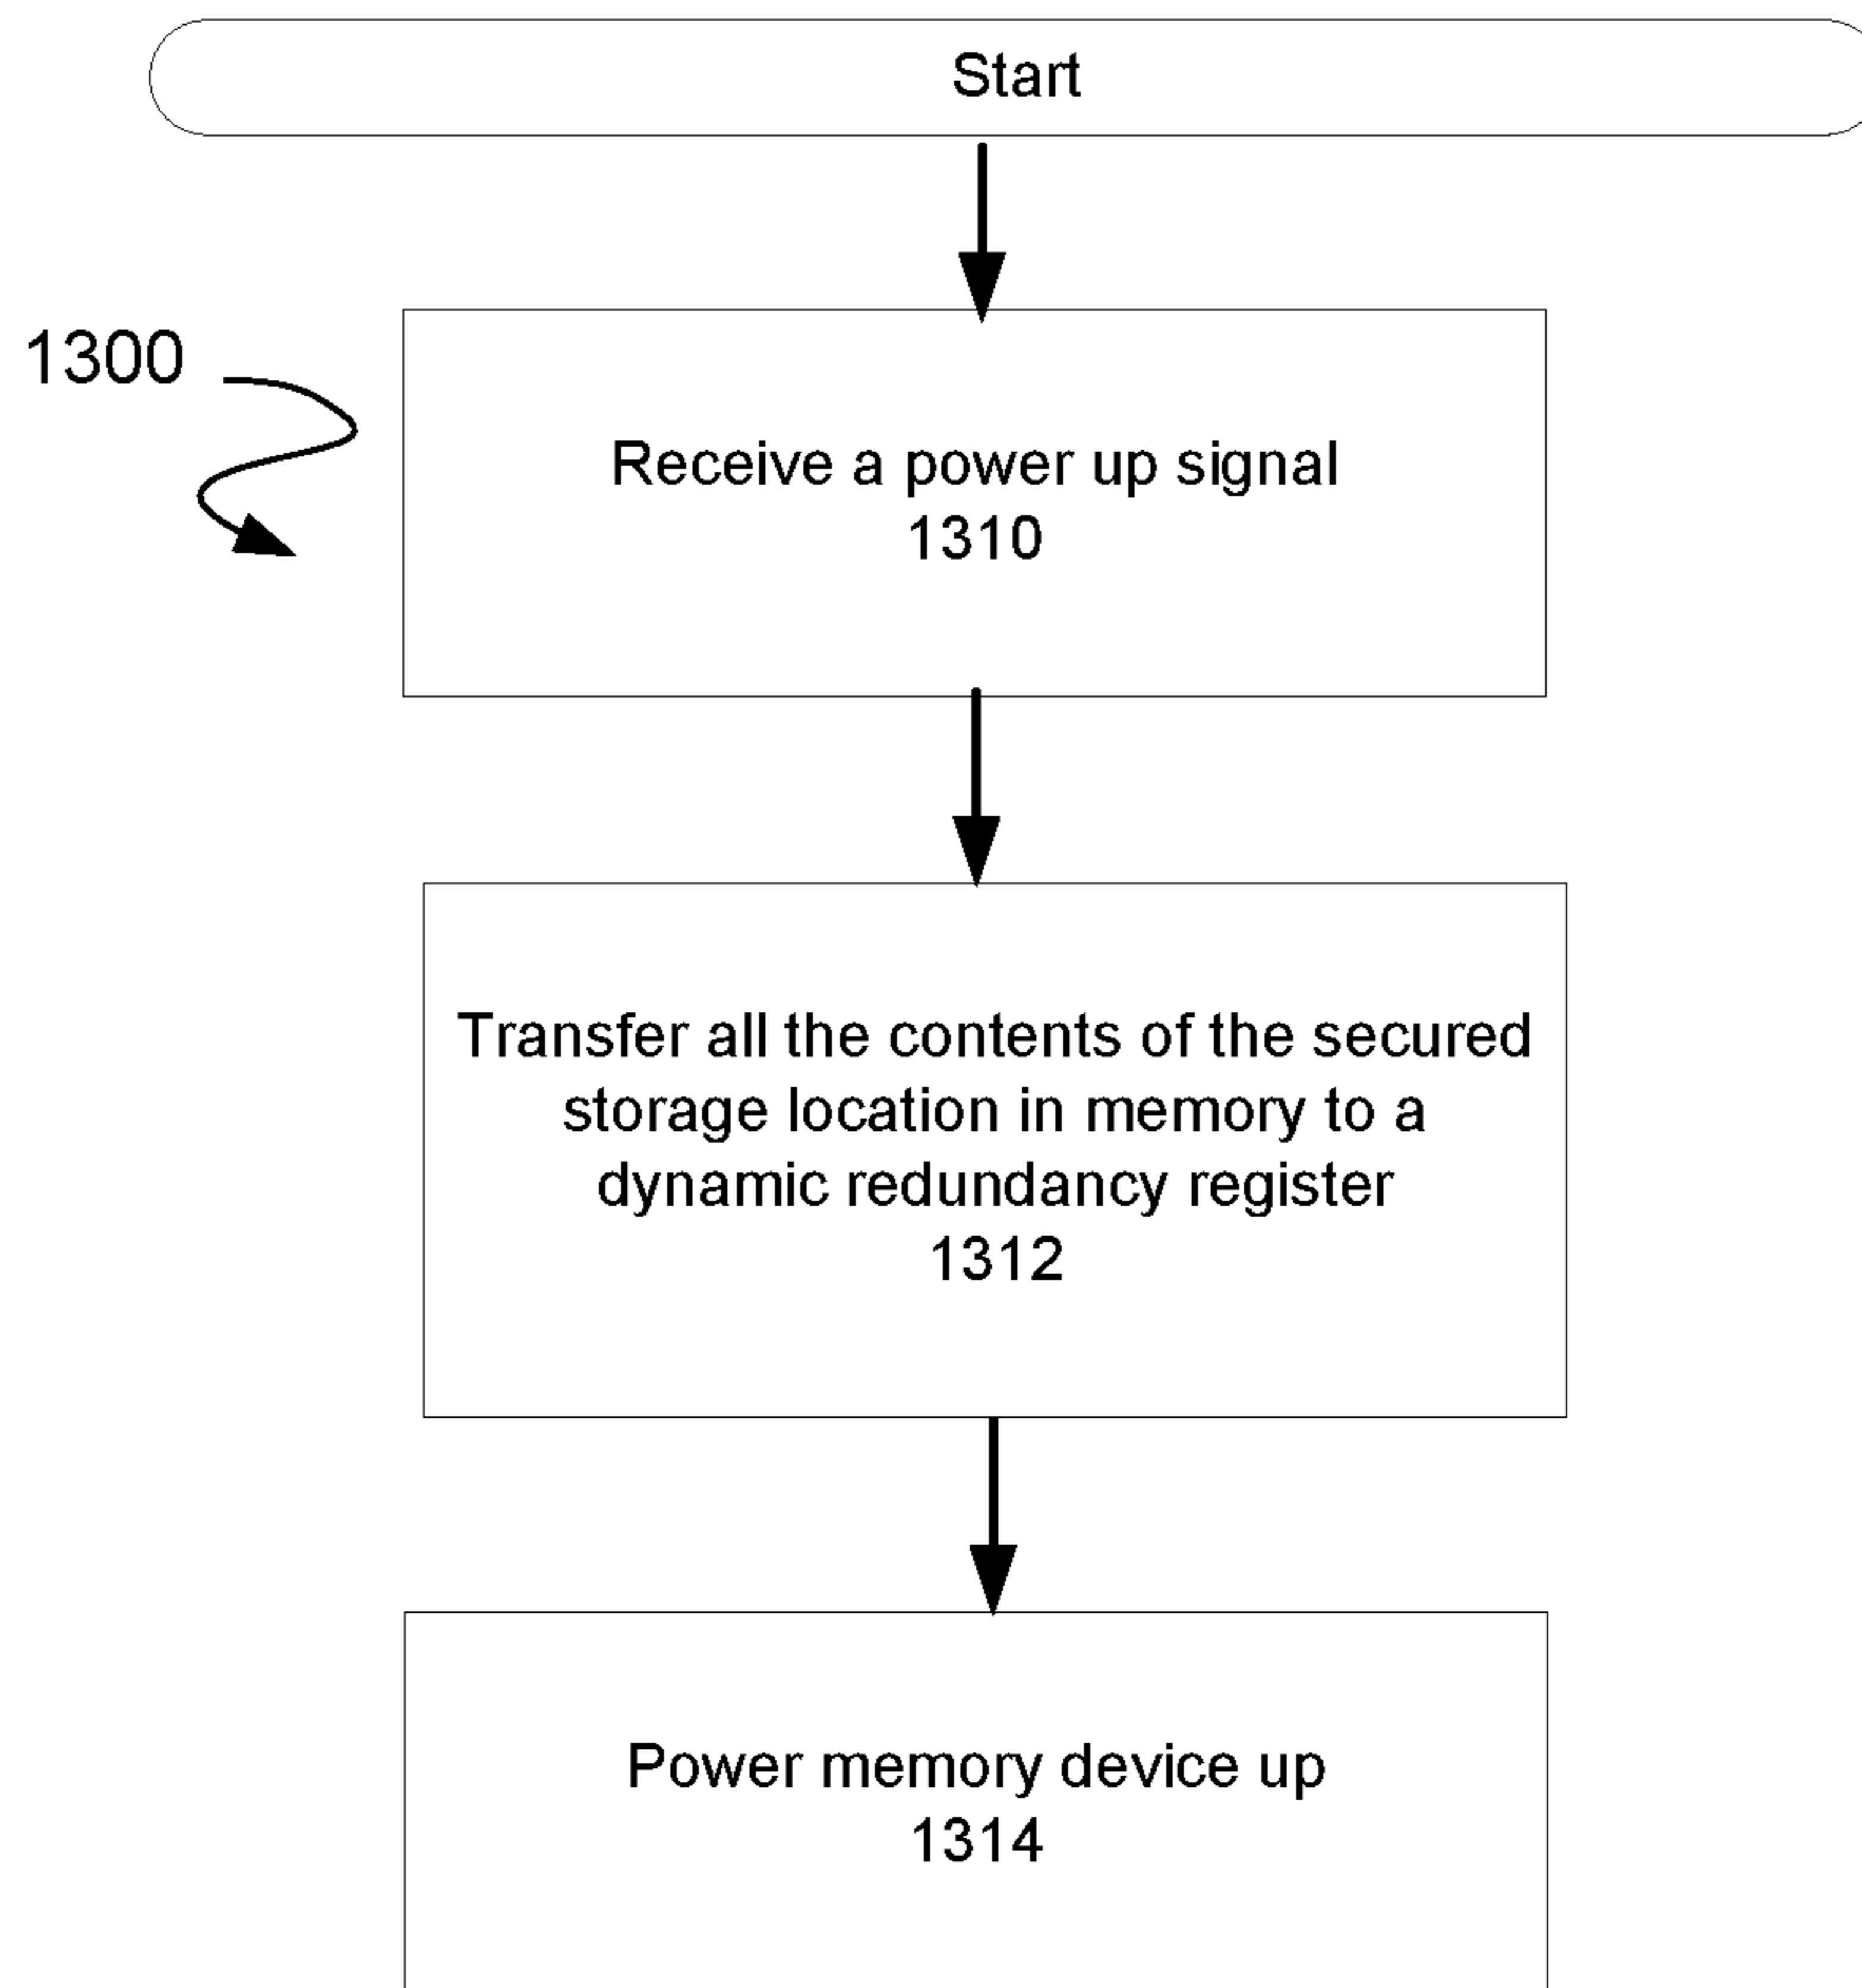 Start
1300
Receive a power up signal
1310
Transfer all the contents of the secured
storage location in memory to a
dynamic redundancy register
1312
Power memory device up
1314